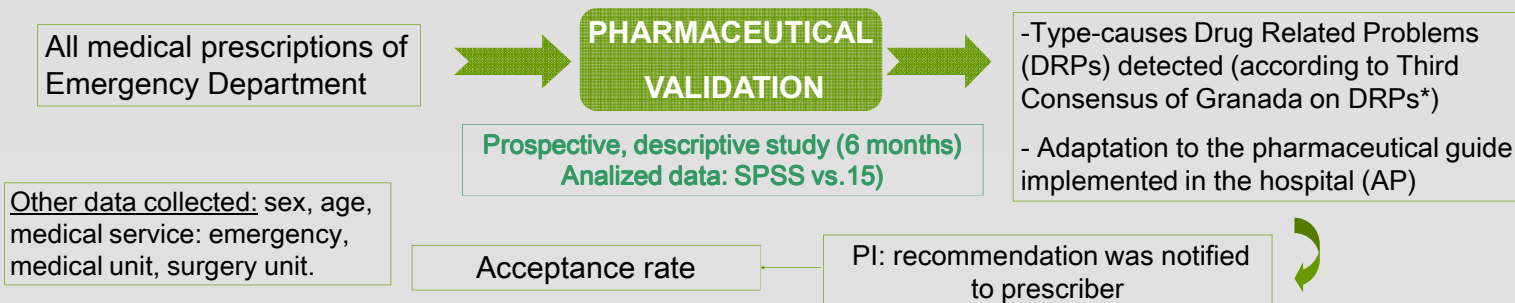 All medical prescriptions of
Emergency Department
PHARMACEUTICAL
VALIDATION
-Type-causes Drug Related Problems
(DRPs) detected (according to Third
Consensus of Granada on DRPs*)
- Adaptation to the pharmaceutical guide
implemented in the hospital (AP)
Prospective, descriptive study (6 months)
Analized data: SPSS vs.15)
Other data collected: sex, age,
medical service: emergency,
medical unit, surgery unit.
Acceptance rate
PI: recommendation was notified
to prescriber